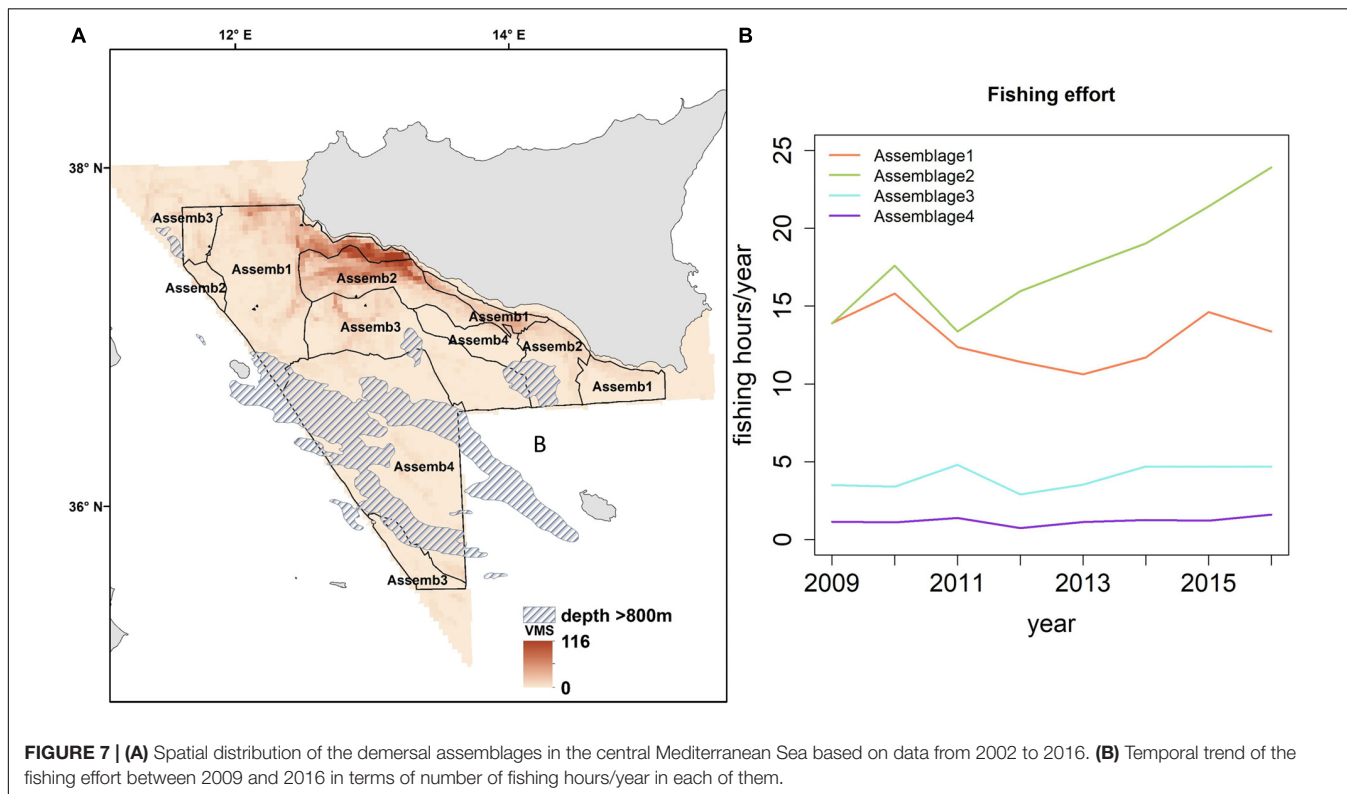 A
12° E
14° E
38° N
36° N
Assemb3
Assemb1
Assemb2
Assemb2
Assemb3
Assemb1
Assemb4
Assemb2
Assemb1
B
Assemb4
Assemb3
depth >800m
VMS
116
0
B
Fishing effort
Assemblage1
Assemblage2
Assemblage3
Assemblage4
25
20
15
10
5
0
fishing hours/year
2009
2011
2013
2015
year
FIGURE 7 | (A) Spatial distribution of the demersal assemblages in the central Mediterranean Sea based on data from 2002 to 2016. (B) Temporal trend of the
fishing effort between 2009 and 2016 in terms of number of fishing hours/year in each of them.